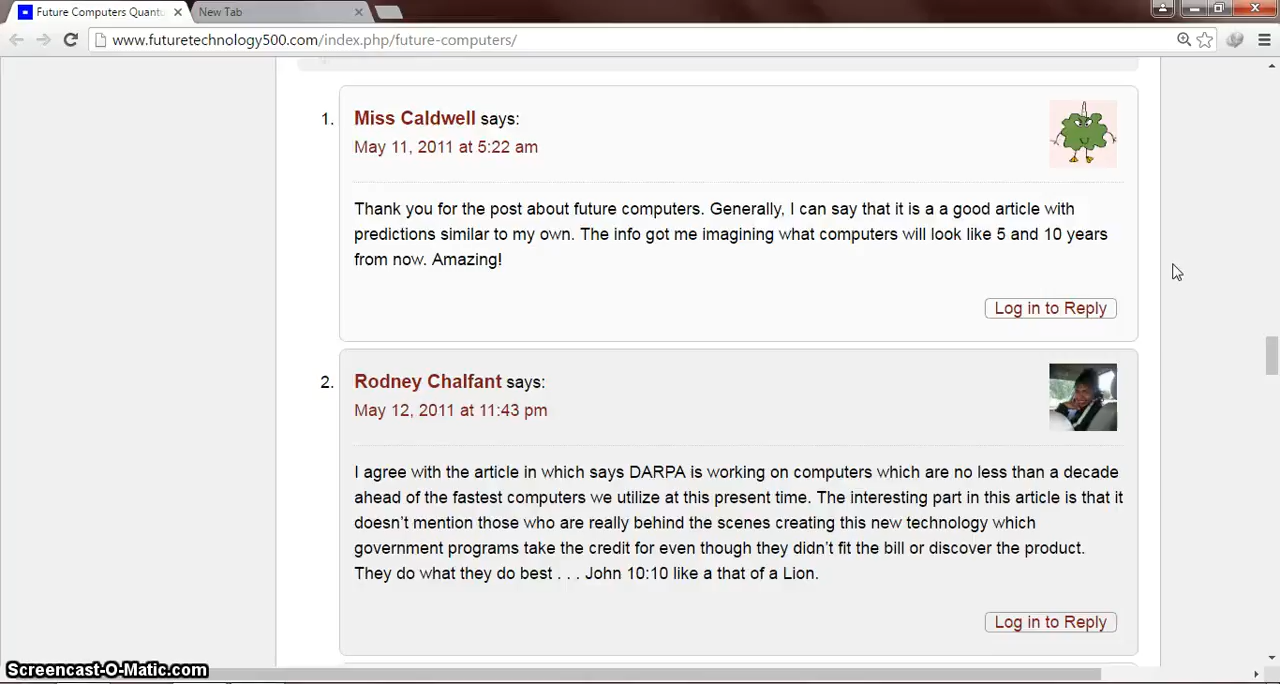 Future Computers Quantu
New Tab
www.futuretechnology500.com/index.php/future-computers/
1. Miss Caldwell says:
May 11, 2011 at 5:22 am
Thank you for the post about future computers. Generally, I can say that it is a a good article with
predictions similar to my own. The info got me imagining what computers will look like 5 and 10 years
from now. Amazing!
Log in to Reply
2. Rodney Chalfant says:
May 12, 2011 at 11:43 pm
I agree with the article in which says DARPA is working on computers which are no less than a decade
ahead of the fastest computers we utilize at this present time. The interesting part in this article is that it
doesn’t mention those who are really behind the scenes creating this new technology which
government programs take the credit for even though they didn’t fit the bill or discover the product.
They do what they do best . . . John 10:10 like a that of a Lion.
Log in to Reply
Screencast-O-Matic.com